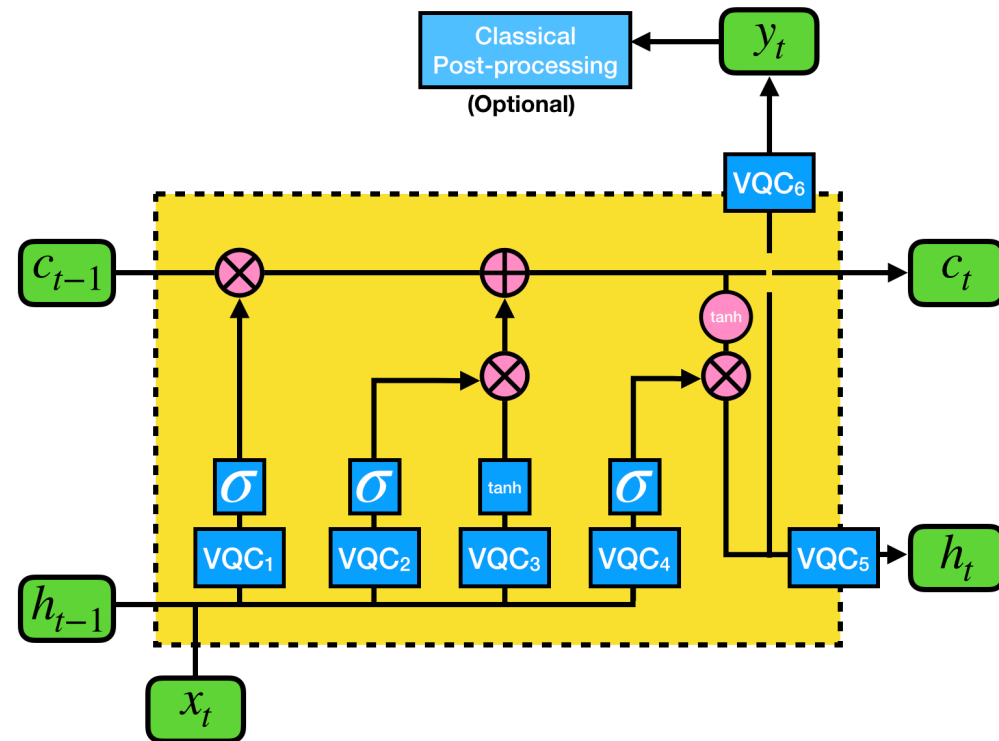 Classical
Post-processing
(Optional)
y_t
VQC₆
c_{t−1}
c_t
tanh
σ
σ
tanh
σ
VQC₁
VQC₂
VQC₃
VQC₄
VQC₅
h_t
h_{t−1}
x_t